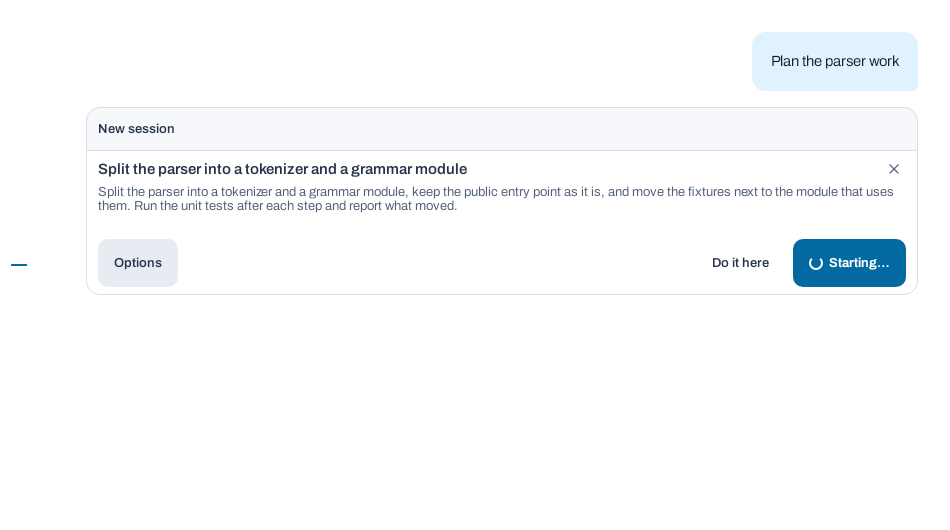 Plan the parser work
New session
Split the parser into a tokenizer and a grammar module
Split the parser into a tokenizer and a grammar module, keep the public entry point as it is, and move the fixtures next to the module that uses
them. Run the unit tests after each step and report what moved.
Options
Do it here
Starting...